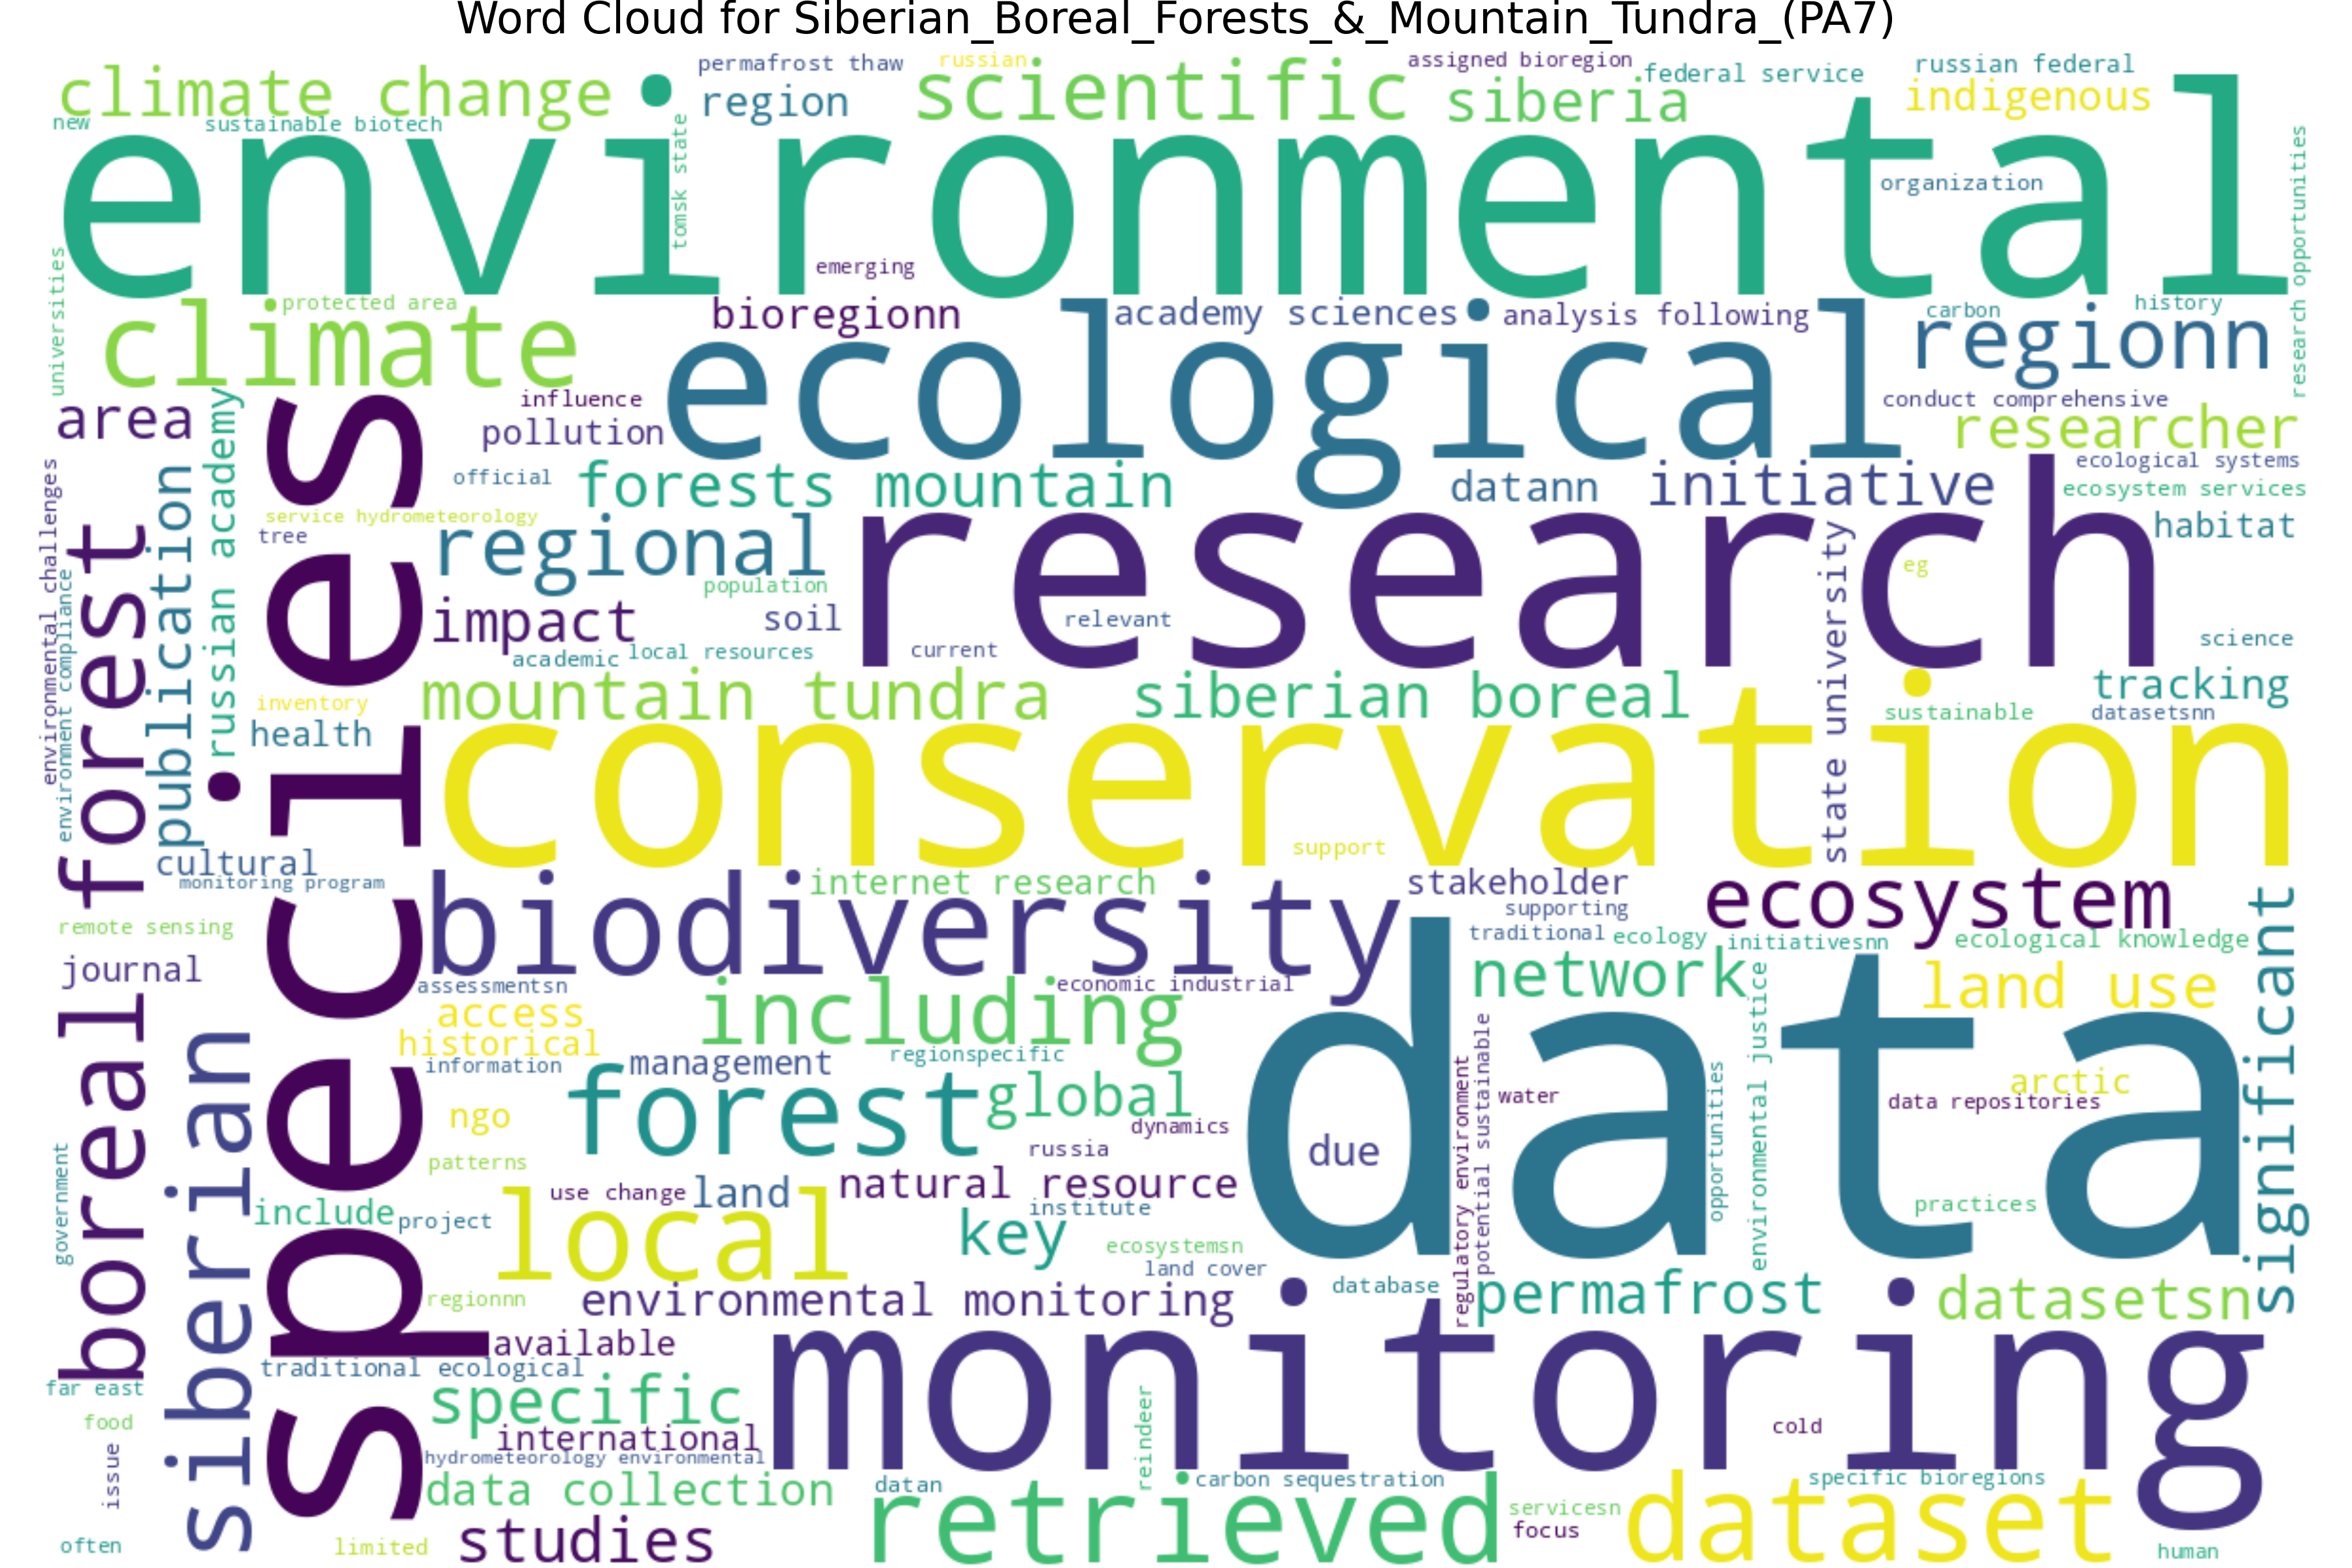 Word Cloud for Siberian_Boreal_Forests_&_Mountain_Tundra_(PA7)
climate change
permafrost thaw
russian
scientific
assigned bioregion
federal service
russian federal
region
siberia
indigenous
new
sustainable biotech
tomsk state
environmental
organization
research opportunities
emerging
universities
protected area
climate
bioregionn
academy sciences
analysis following
carbon
history
regionn
ecological
area
influence
pollution
conduct comprehensive
researcher
russian academy
official
forests mountain
datann
initiative
ecological systems
ecosystem services
environmental challenges
publication
service hydrometeorology
tree
regional
research
habitat
state university
eg
species
boreal forest
environment compliance
population
impact
soil
relevant
academic
local resources
current
science
inventory
health
mountain tundra
siberian boreal
tracking
sustainable
datasetsnn
conservation
support
cultural
monitoring program
internet research
stakeholder
supporting
ecosystem
biodiversity
remote sensing
traditional
ecology
initiativesnn
ecological knowledge
journal
assessmentsn
economic industrial
network
land use
significant
access
including
historical
information
management
regionspecific
data
environmental justice
arctic
siberian
forest
global
water
data repositories
ngo
dynamics
due
opportunities
regulatory environment
potential sustainable
russia
patterns
government
use change
land
natural resource
include
project
local
institute
key
practices
ecosystemsn
land cover
regionnn
environmental monitoring
database
permafrost
datasetsn
available
monitoring
traditional ecological
far east
specific
food
international
reindeer
cold
issue
hydrometeorology environmental
data collection
datan
carbon sequestration
specific bioregions
retrieved
servicesn
dataset
focus
studies
often
limited
human